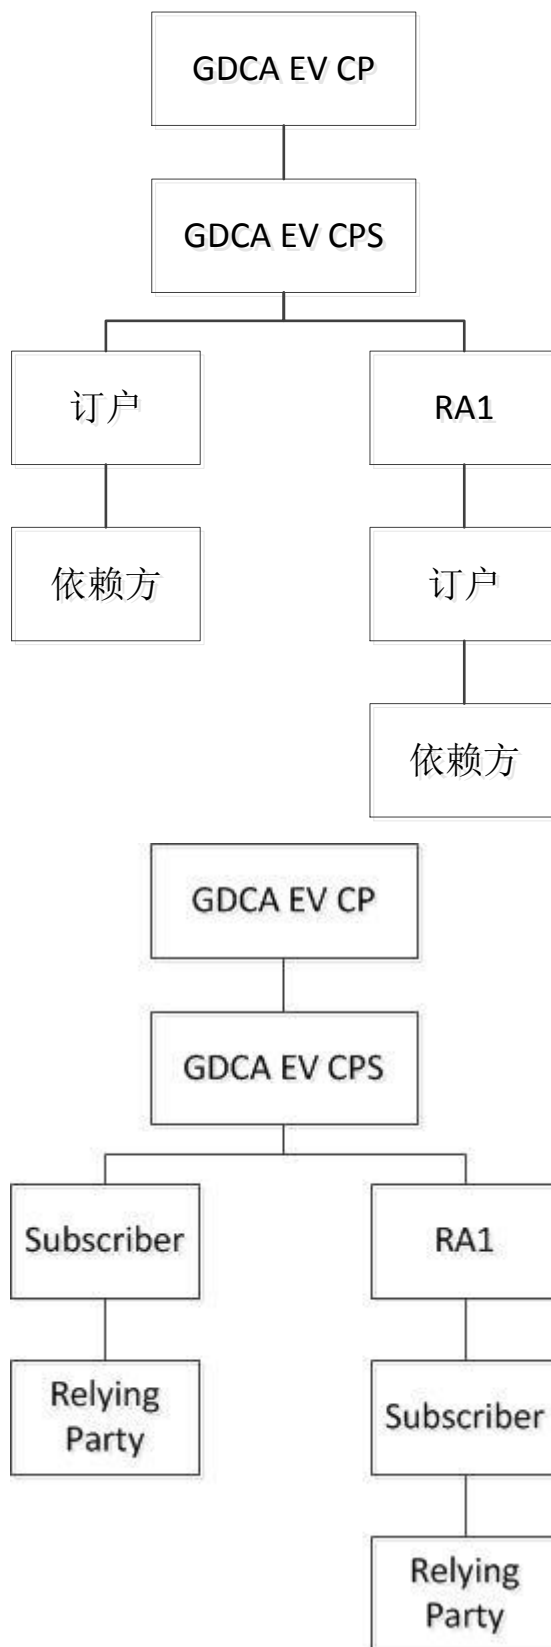 GDCA EV CP
GDCA EV CPS
订户
RA1
依赖方
订户
依赖方
GDCA EV CP
GDCA EV CPS
Subscriber
RA1
Relying
Party
Subscriber
Relying
Party